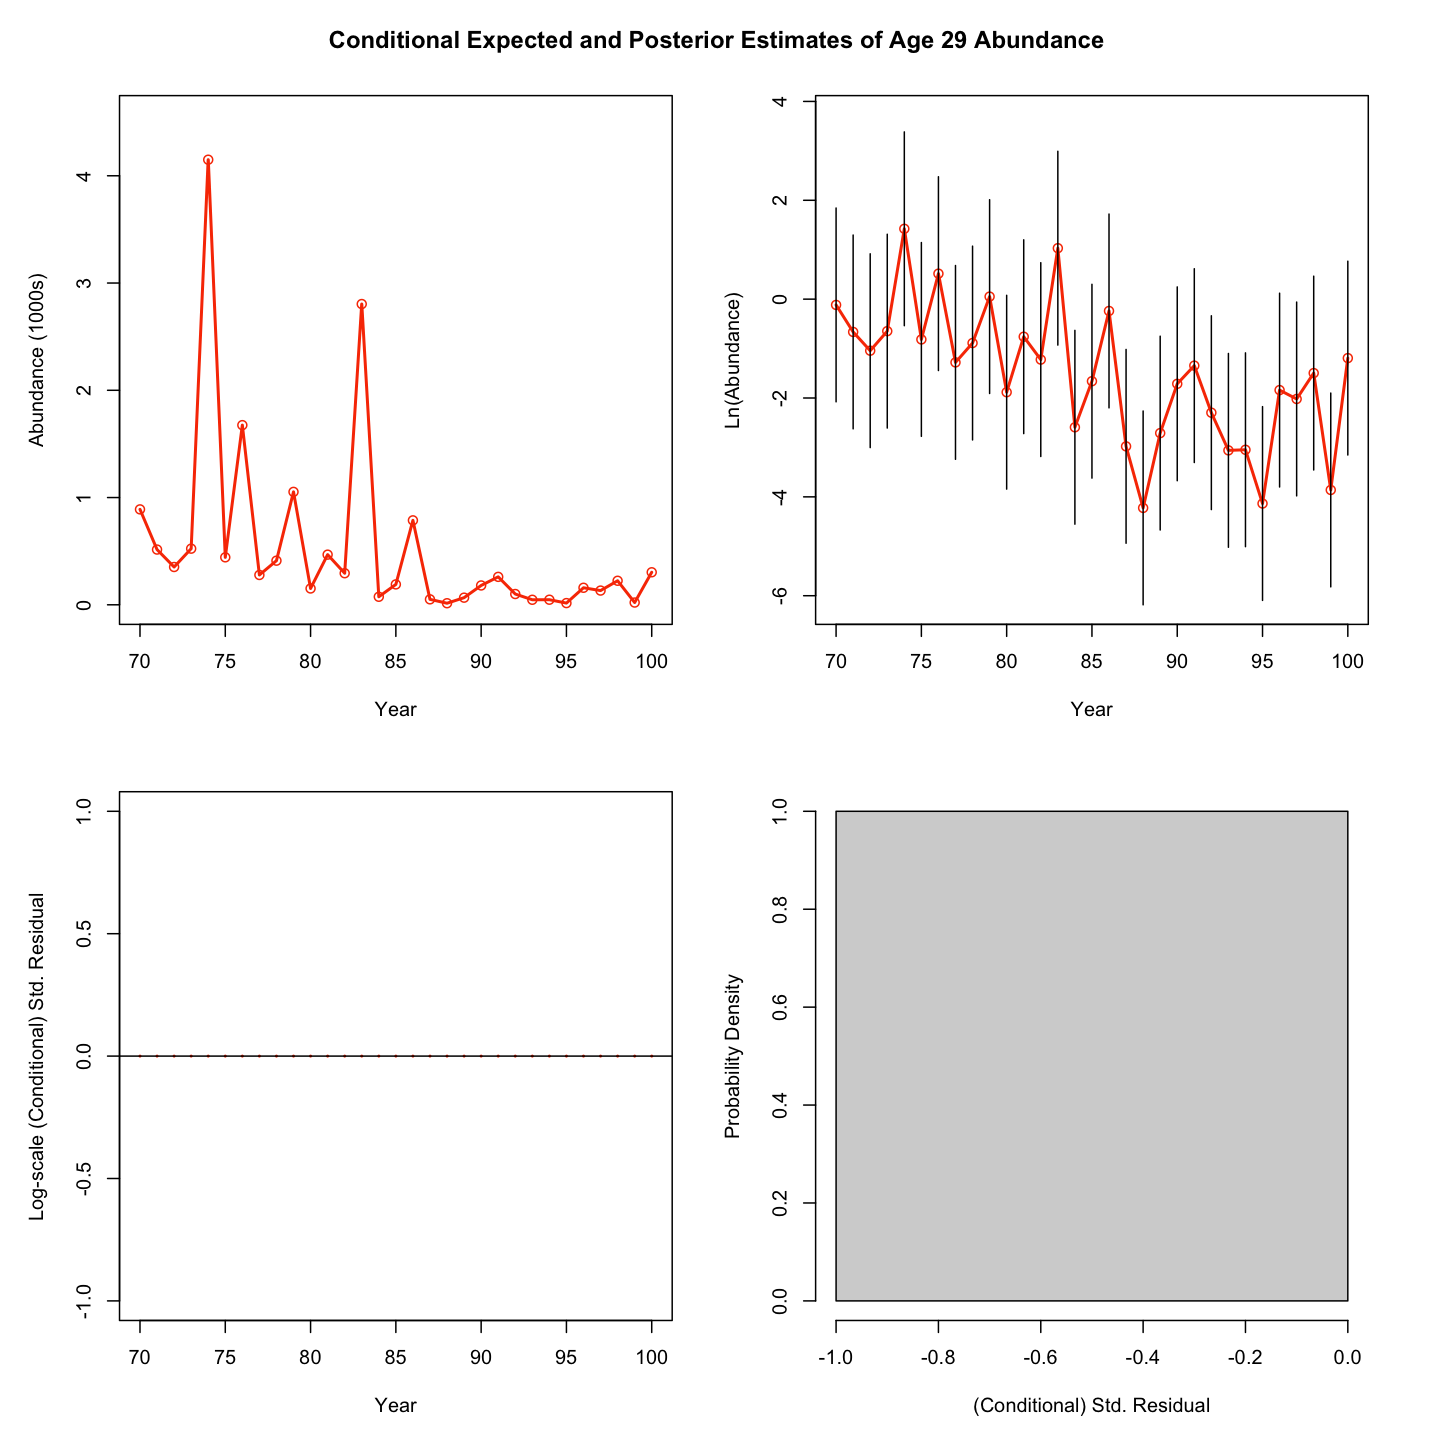 Conditional Expected and Posterior Estimates of Age 29 Abundance
Abundance (1000s)
4
3
2
1
0
70 75 80 85 90 95 100
Year
Ln(Abundance)
4
2
0
-2
-4
-6
70 75 80 85 90 95 100
Year
Log-scale (Conditional) Std. Residual
1.0
0.5
0.0
-0.5
-1.0
70 75 80 85 90 95 100
Year
Probability Density
1.0
0.8
0.6
0.4
0.2
0.0
-1.0 -0.8 -0.6 -0.4 -0.2 0.0
(Conditional) Std. Residual